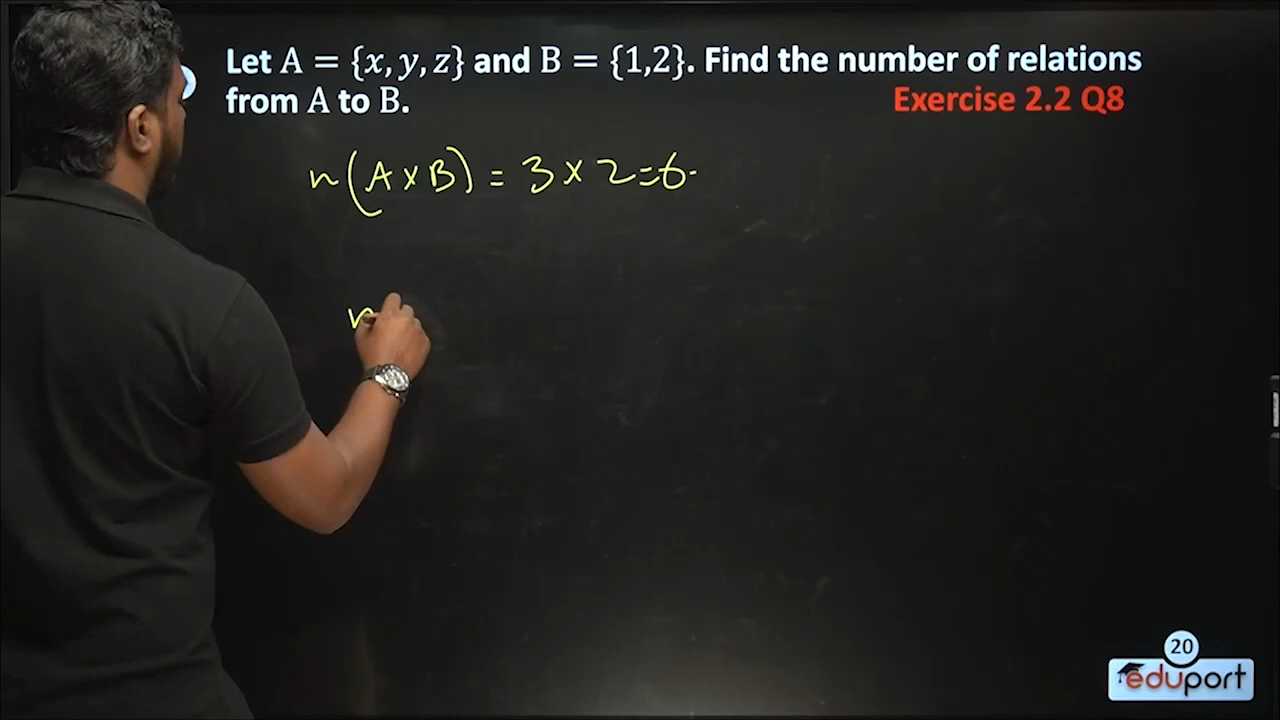 Let A = {x, y, z} and B = {1,2}. Find the number of relations
from A to B.
Exercise 2.2 Q8
n(A×B) = 3×2=6.
n
20
eduport